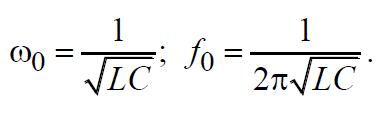 ω₀ = 1/√LC; f₀ = 1/2π√LC.